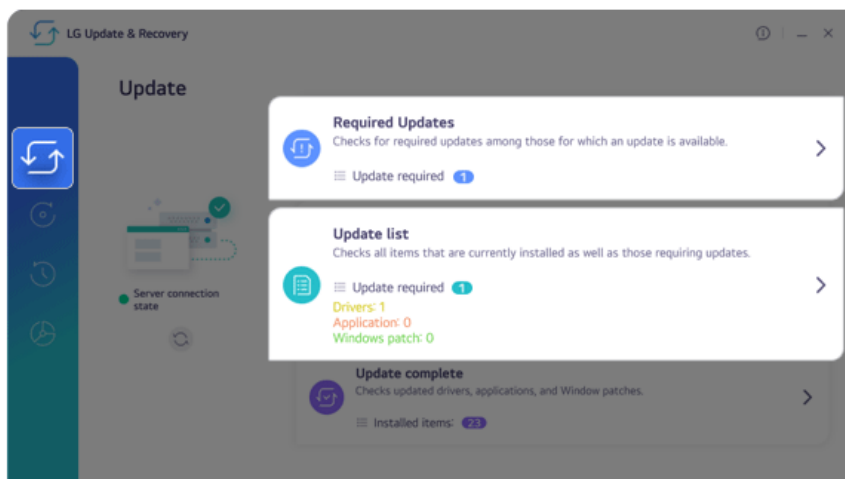 LG Update & Recovery
Update
Required Updates
Checks for required updates among those for which an update is available.
Update required 1
Update list
Checks all items that are currently installed as well as those requiring updates.
Update required 1
Drivers: 1
Application: 0
Windows patch: 0
Server connection
state
Update complete
Checks updated drivers, applications, and Window patches.
Installed items: 23